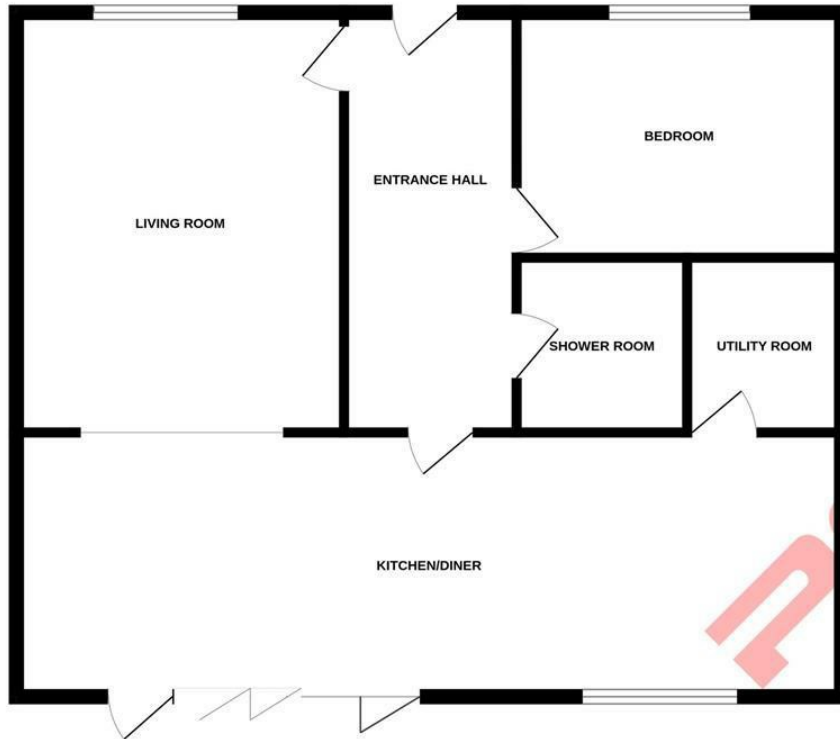 BEDROOM
ENTRANCE HALL
LIVING ROOM
SHOWER ROOM
UTILITY ROOM
KITCHEN/DINER